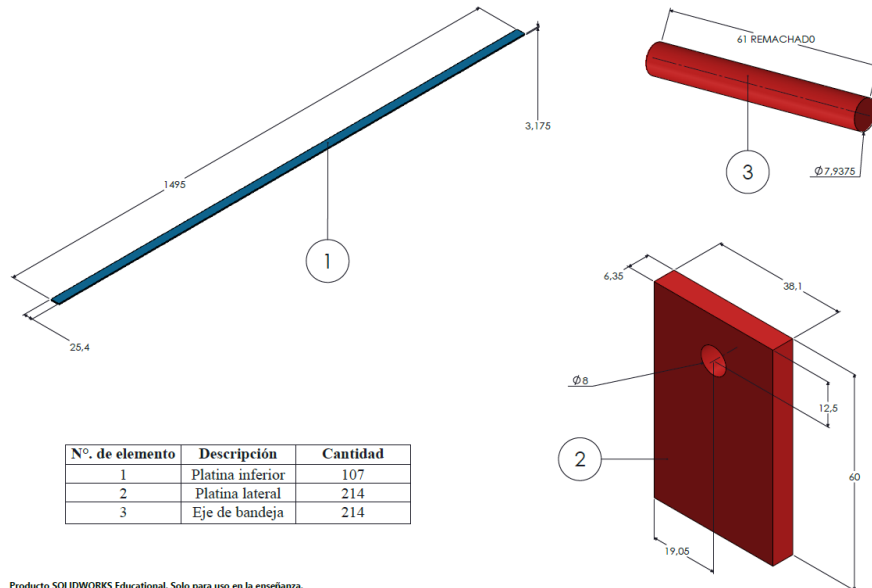 61 REMACHAD0
3,175
1495
3
Ø7,9375
1
6,35
38,1
25,4
Ø8
12,5
2
60
19,05
N°. de elemento Descripción Cantidad
1 Platina inferior 107
2 Platina lateral 214
3 Eje de bandeja 214
Producto SOLIDWORKS Educational. Solo para uso en la enseñanza.